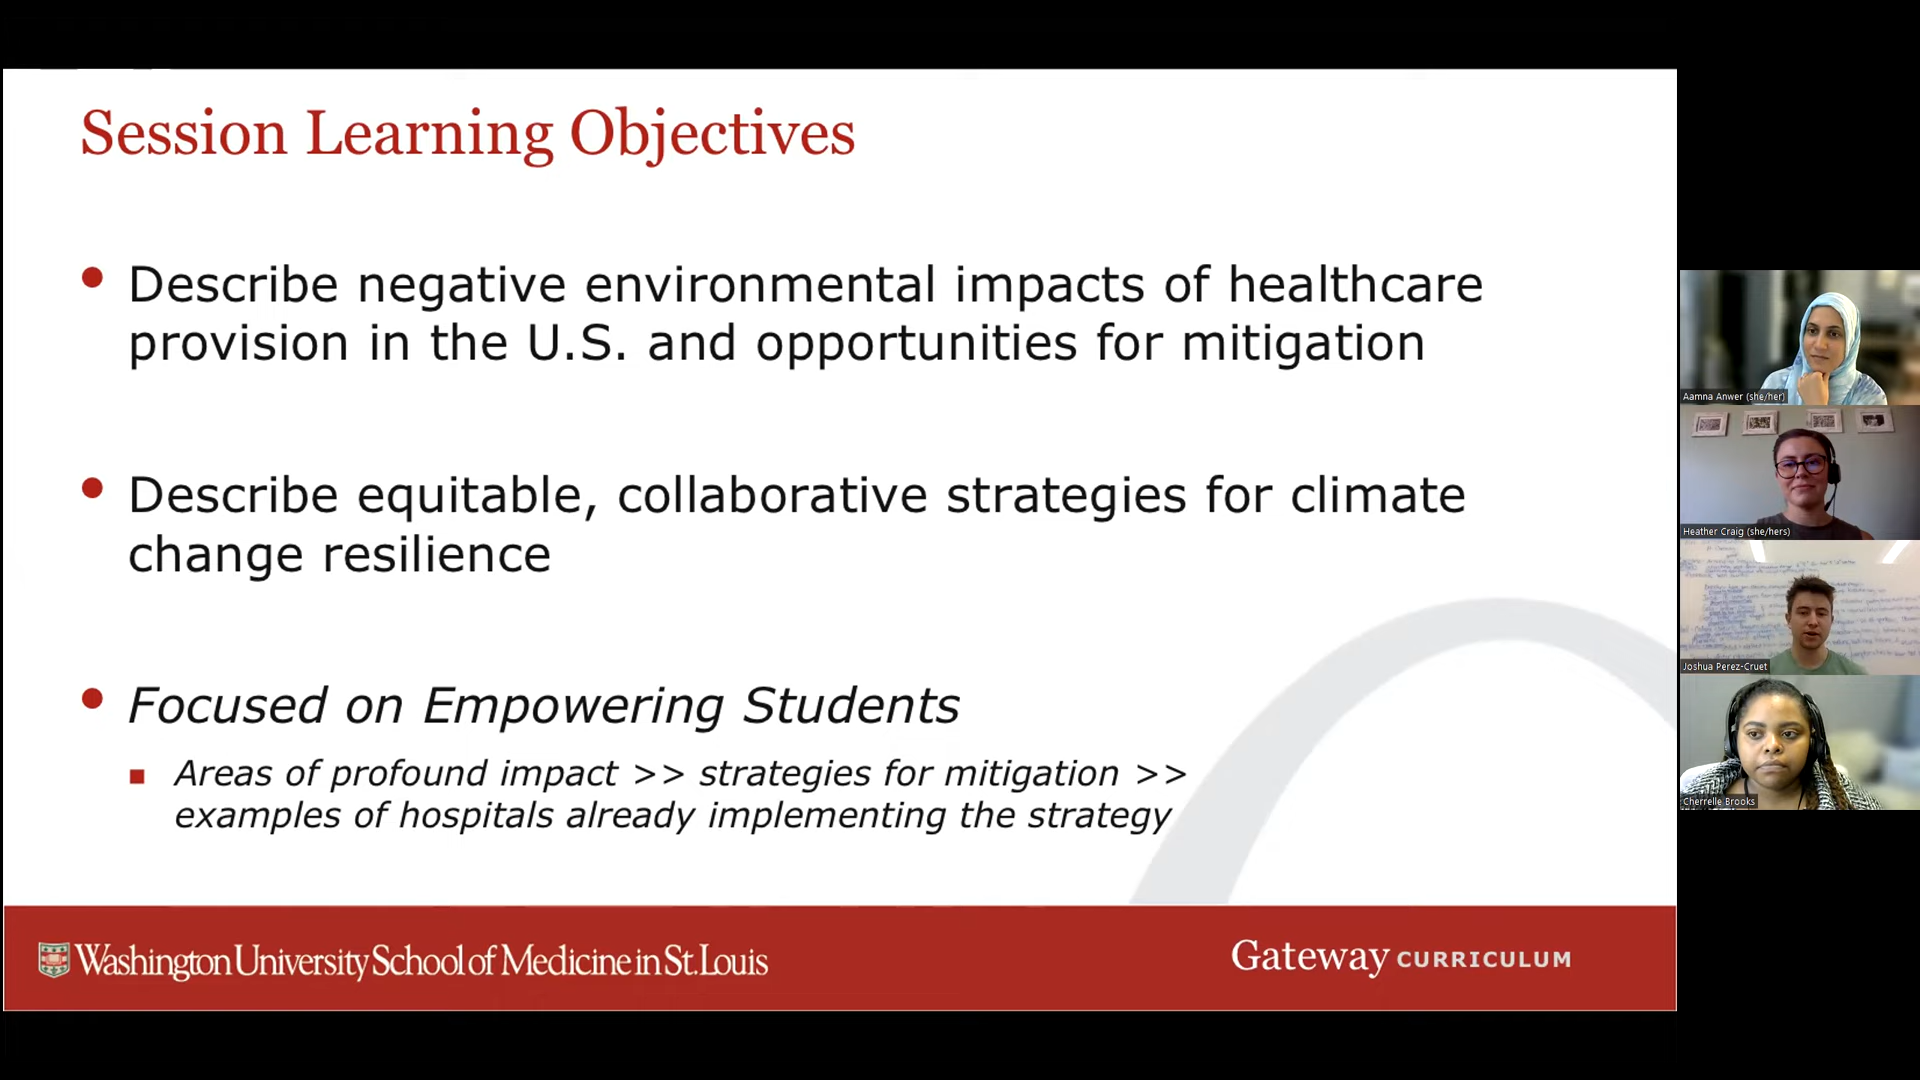 Session Learning Objectives
Describe negative environmental impacts of healthcare
provision in the U.S. and opportunities for mitigation
Describe equitable, collaborative strategies for climate
change resilience
Focused on Empowering Students
Areas of profound impact >> strategies for mitigation >>
examples of hospitals already implementing the strategy
Washington University School of Medicine in St. Louis
Gateway CURRICULUM
Aamna Anwer (she/her)
Heather Craig (she/hers)
Joshua Perez-Cruet
Cherrelle Brooks